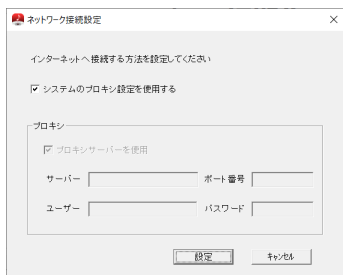 ネットワーク接続設定
インターネットへ接続する方法を設定してください
システムのプロキシ設定を使用する
プロキシ
プロキシサーバーを使用
サーバー ポート番号
ユーザー パスワード
設定 キャンセル